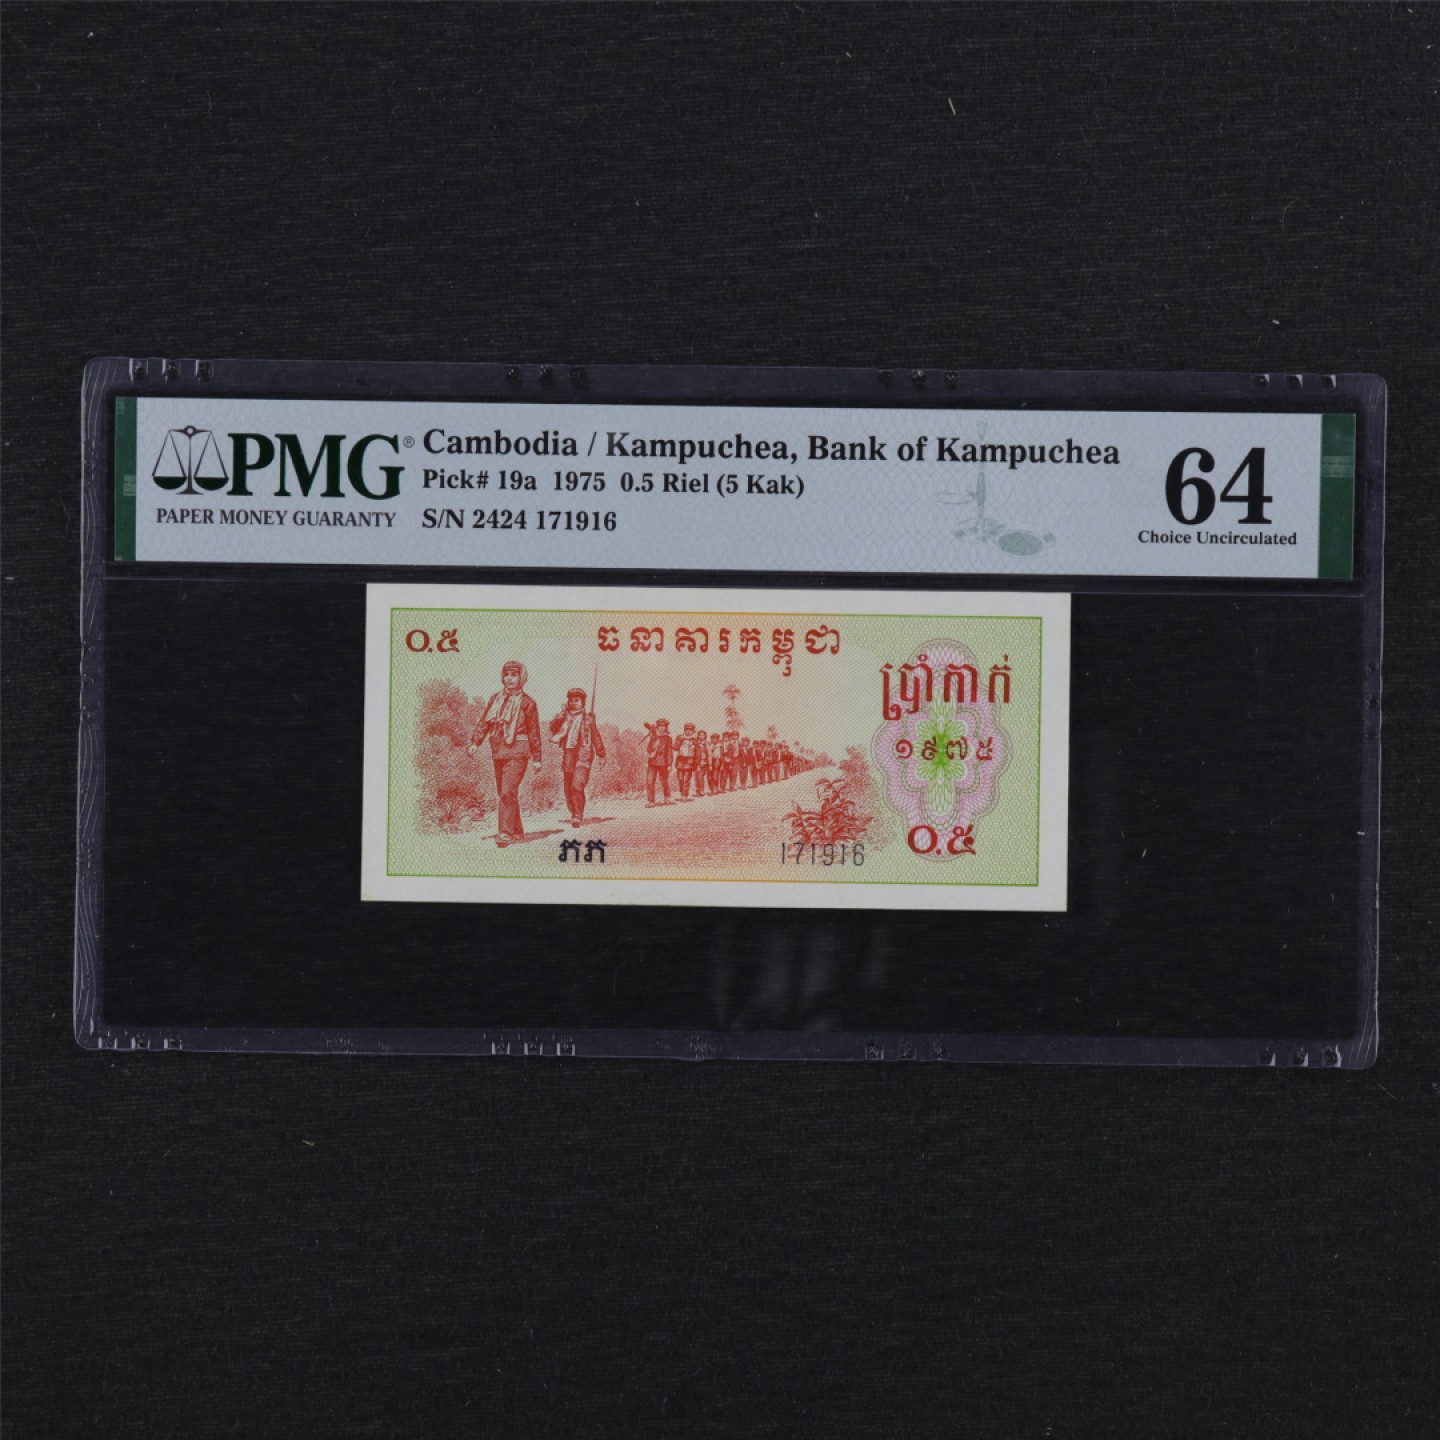 PMG®
PAPER MONEY GUARANTY
Cambodia / Kampuchea, Bank of Kampuchea
Pick# 19a 1975 0.5 Riel (5 Kak)
S/N 2424 171916
64
Choice Uncirculated
០.៥
ធនាគារកម្ពុជា
ប្រាំកាក់
១៩៧៥
០.៥
ភភ
171916